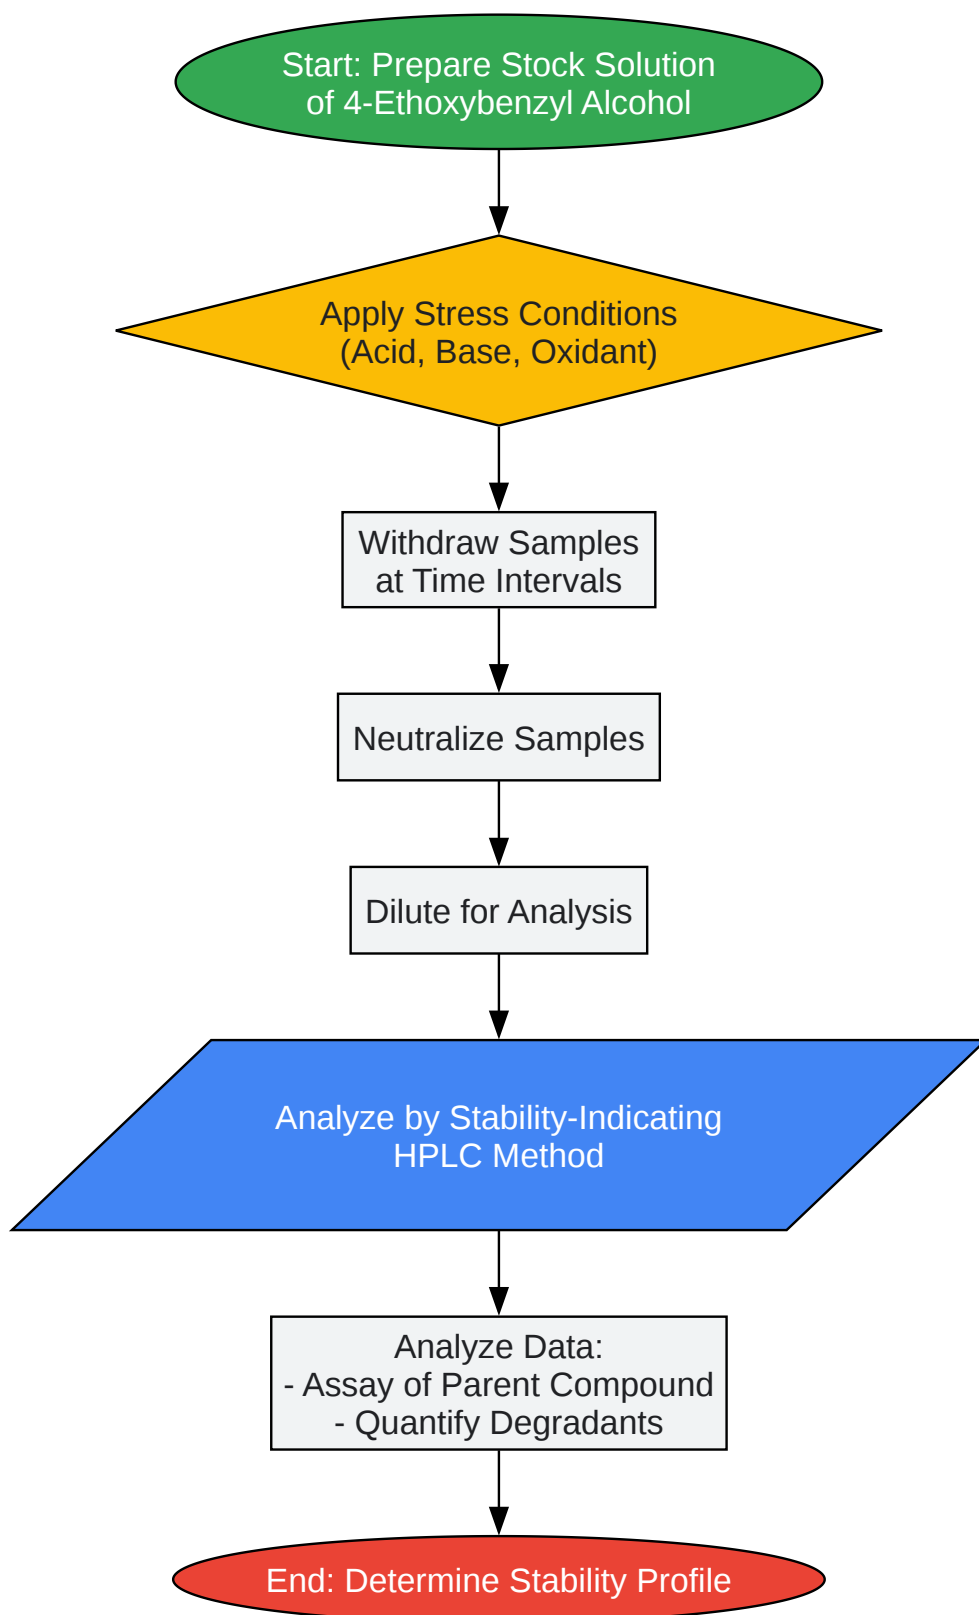 Start: Prepare Stock Solution
of 4-Ethoxybenzyl Alcohol
Apply Stress Conditions
(Acid, Base, Oxidant)
Withdraw Samples
at Time Intervals
Neutralize Samples
Dilute for Analysis
Analyze by Stability-Indicating
HPLC Method
Analyze Data:
- Assay of Parent Compound
- Quantify Degradants
End: Determine Stability Profile